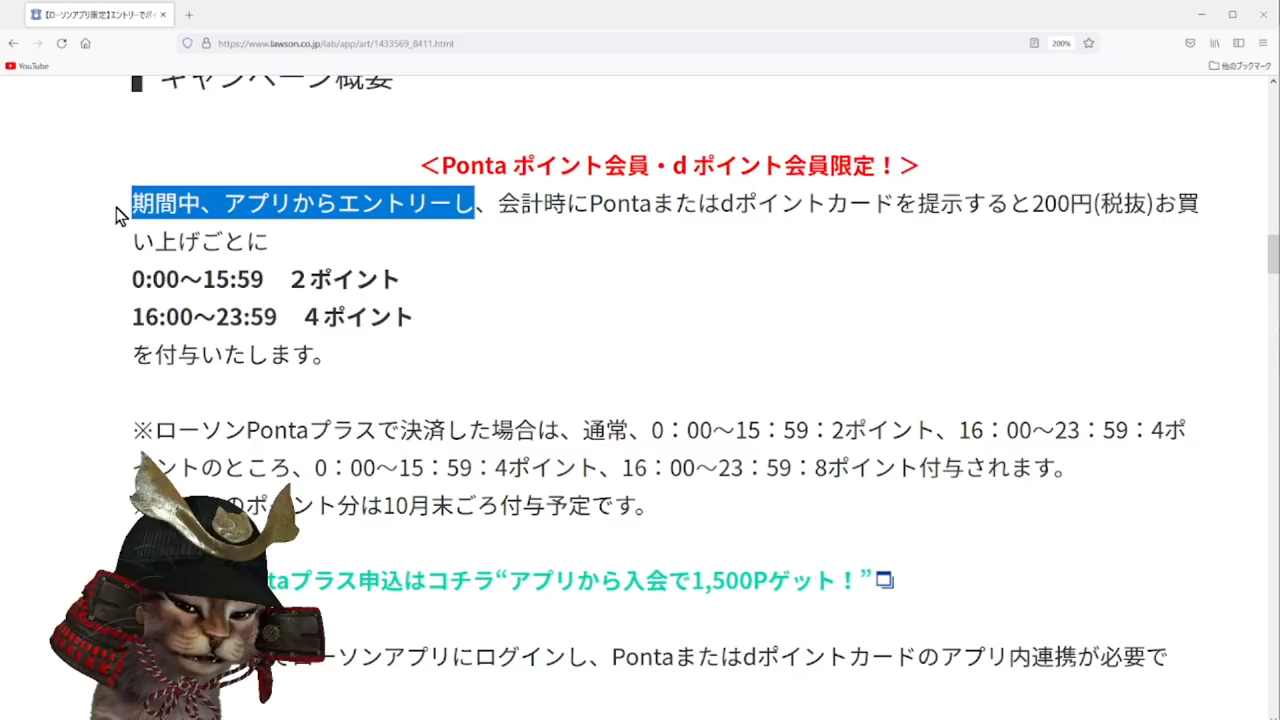 【ローソンアプリ限定】エントリーでポイ
https://www.lawson.co.jp/lab/app/art/1433569_8411.html
200%
YouTube
他のブックマーク
キャンペーン概要
＜Ponta ポイント会員・d ポイント会員限定！＞
期間中、アプリからエントリーし、会計時にPontaまたはdポイントカードを提示すると200円(税抜)お買
い上げごとに
0:00～15:59　２ポイント
16:00～23:59　４ポイント
を付与いたします。
※ローソンPontaプラスで決済した場合は、通常、0：00～15：59：2ポイント、16：00～23：59：4ポ
イントのところ、0：00～15：59：4ポイント、16：00～23：59：8ポイント付与されます。
のポイント分は10月末ごろ付与予定です。
taプラス申込はコチラ“アプリから入会で1,500Pゲット！”
ローソンアプリにログインし、Pontaまたはdポイントカードのアプリ内連携が必要で